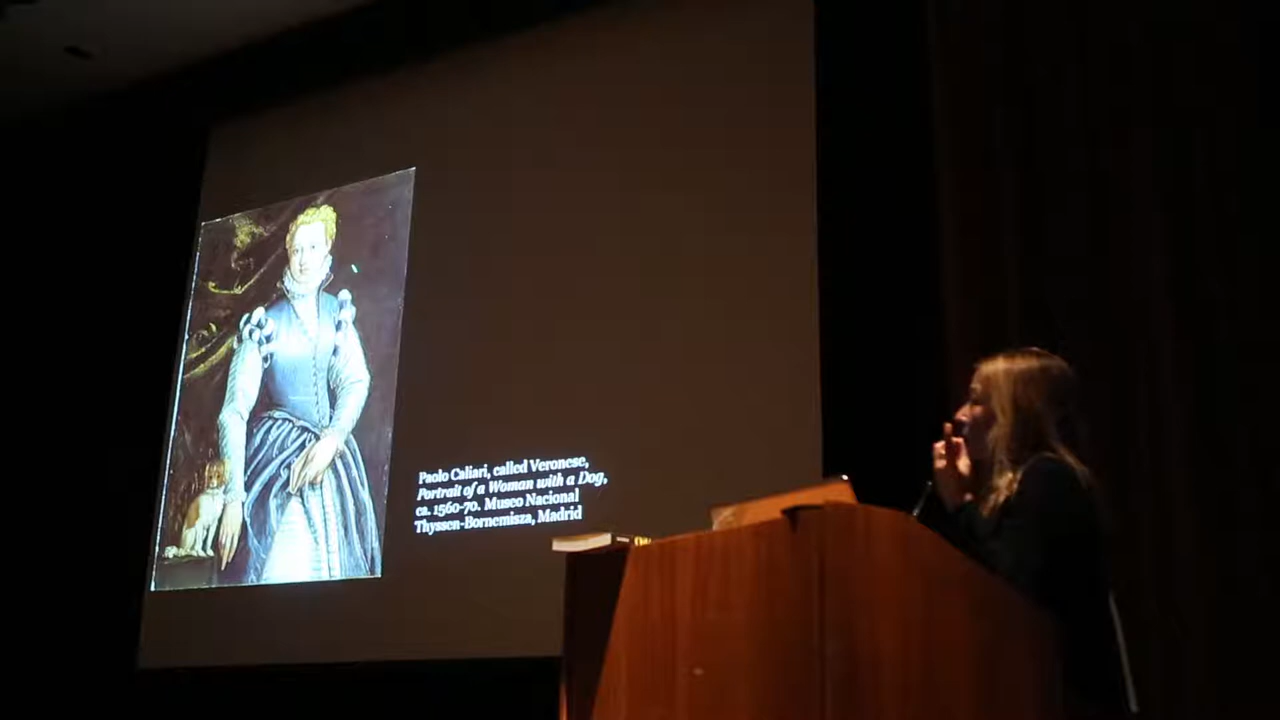 Paolo Caliari, called Veronese,
Portrait of a Woman with a Dog,
ca. 1560-70. Museo Nacional
Thyssen-Bornemisza, Madrid